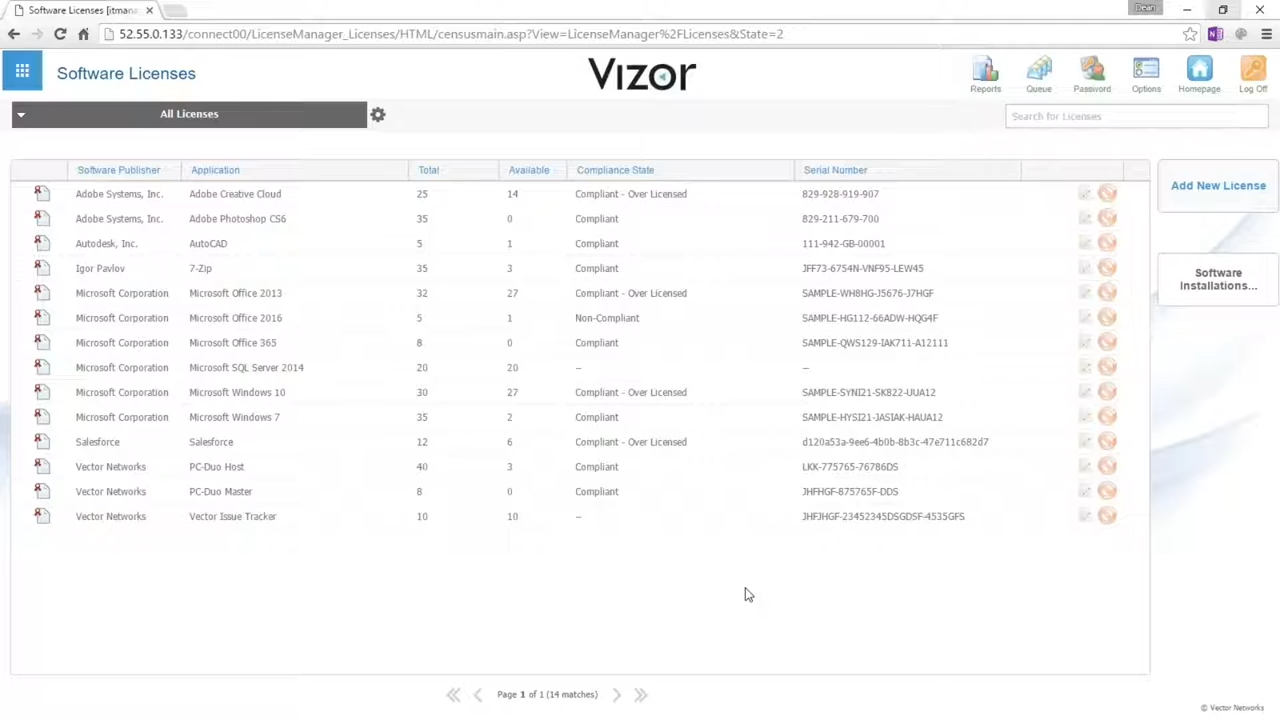 Software Licenses [itmana
Dean
52.55.0.133/connect00/LicenseManager_Licenses/HTML/censusmain.asp?View=LicenseManager%2FLicenses&State=2
Software Licenses
Vizor
Reports Queue Password Options Homepage Log Off
All Licenses
Search for Licenses
Software Publisher Application Total Available Compliance State Serial Number
Adobe Systems, Inc. Adobe Creative Cloud 25 14 Compliant - Over Licensed 829-928-919-907
Adobe Systems, Inc. Adobe Photoshop CS6 35 0 Compliant 829-211-679-700
Autodesk, Inc. AutoCAD 5 1 Compliant 111-942-GB-00001
Igor Pavlov 7-Zip 35 3 Compliant JFF73-6754N-VNF95-LEW45
Microsoft Corporation Microsoft Office 2013 32 27 Compliant - Over Licensed SAMPLE-WH8HG-J5676-J7HGF
Microsoft Corporation Microsoft Office 2016 5 1 Non-Compliant SAMPLE-HG112-66ADW-HQG4F
Microsoft Corporation Microsoft Office 365 8 0 Compliant SAMPLE-QWS129-IAK711-A12111
Microsoft Corporation Microsoft SQL Server 2014 20 20 -- --
Microsoft Corporation Microsoft Windows 10 30 27 Compliant - Over Licensed SAMPLE-SYNI21-SK822-UUA12
Microsoft Corporation Microsoft Windows 7 35 2 Compliant SAMPLE-HYSI21-JASIAK-HAUA12
Salesforce Salesforce 12 6 Compliant - Over Licensed d120a53a-9ee6-4b0b-8b3c-47e711c682d7
Vector Networks PC-Duo Host 40 3 Compliant LKK-775765-76786DS
Vector Networks PC-Duo Master 8 0 Compliant JHFHGF-875765F-DDS
Vector Networks Vector Issue Tracker 10 10 -- JHFJHGF-23452345DSGDSF-4535GFS
Add New License
Software
Installations...
Page 1 of 1 (14 matches)
© Vector Networks